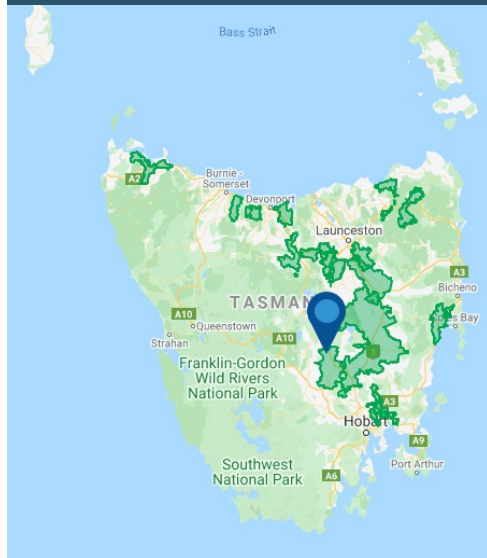 Bass Strait
A2
Burnie -
Somerset
Devonport
Launceston
A3
Bicheno
TASMAN
A10
Queenstown
A10
Strahan
1
Bay
Franklin-Gordon
Wild Rivers
National Park
A3
Hobart
A9
Southwest
National Park
A6
Port Arthur